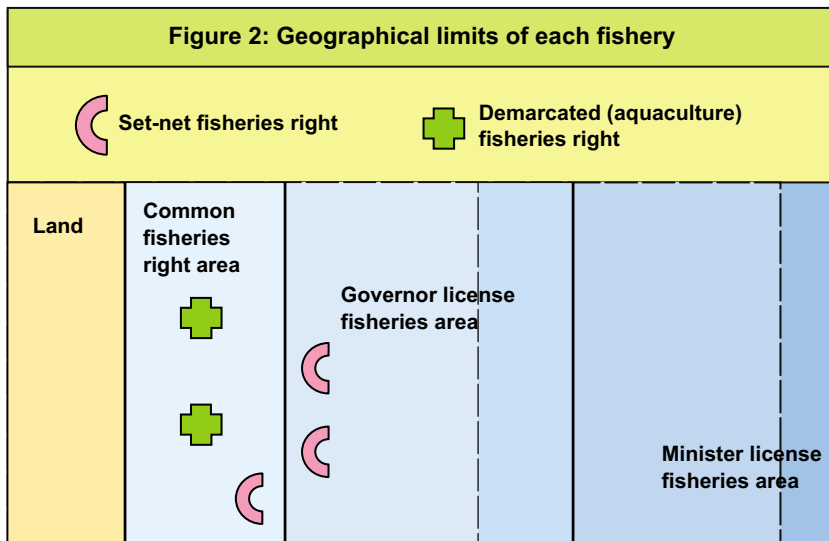 Figure 2: Geographical limits of each fishery
Set-net fisheries right
Demarcated (aquaculture)
fisheries right
Land
Common
fisheries
right area
Governor license
fisheries area
Minister license
fisheries area